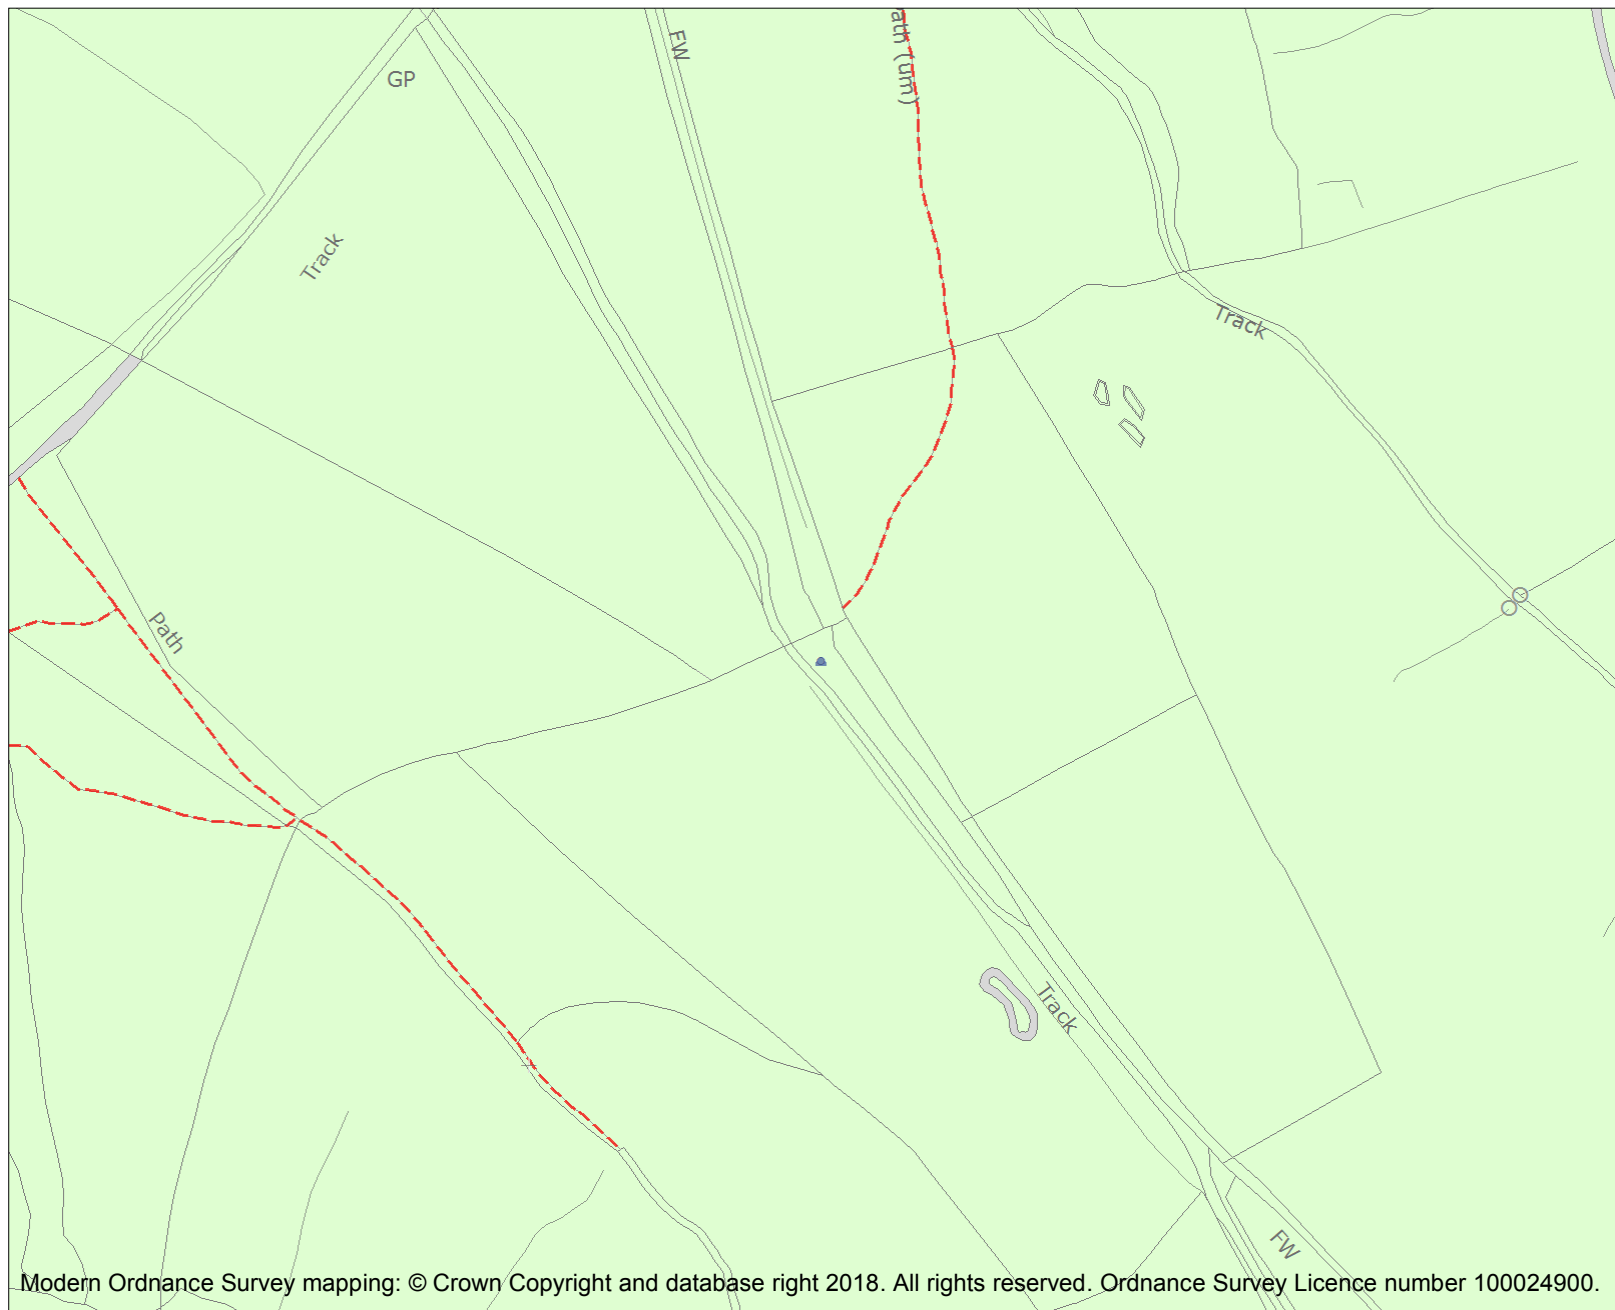 GP
FW
ath (um)
Track
Track
Path
Track
FW
Modern Ordnance Survey mapping: © Crown Copyright and database right 2018. All rights reserved. Ordnance Survey Licence number 100024900.